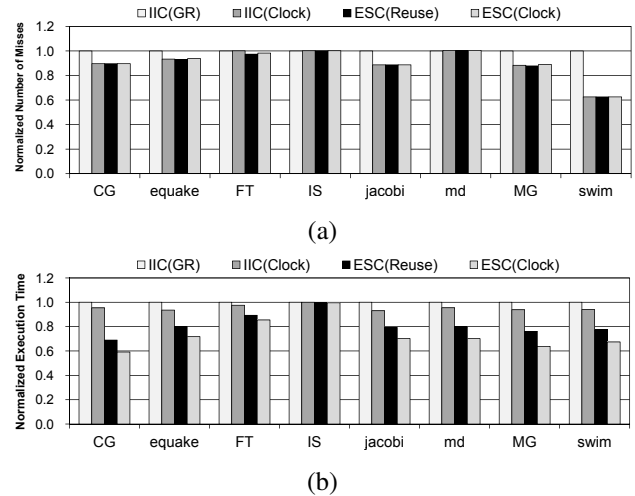 IIC(GR) IIC(Clock) ESC(Reuse) ESC(Clock)
Normalized Number of Misses
1.2
1.0
0.8
0.6
0.4
0.2
0.0
CG equake FT IS jacobi md MG swim
(a)
IIC(GR) IIC(Clock) ESC(Reuse) ESC(Clock)
Normalized Execution Time
1.2
1.0
0.8
0.6
0.4
0.2
0.0
CG equake FT IS jacobi md MG swim
(b)